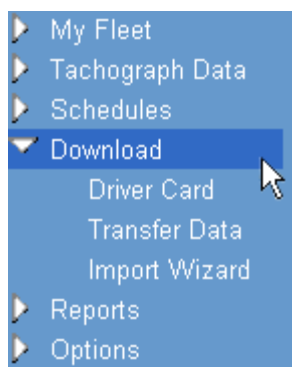 My Fleet
Tachograph Data
Schedules
Download
Driver Card
Transfer Data
Import Wizard
Reports
Options